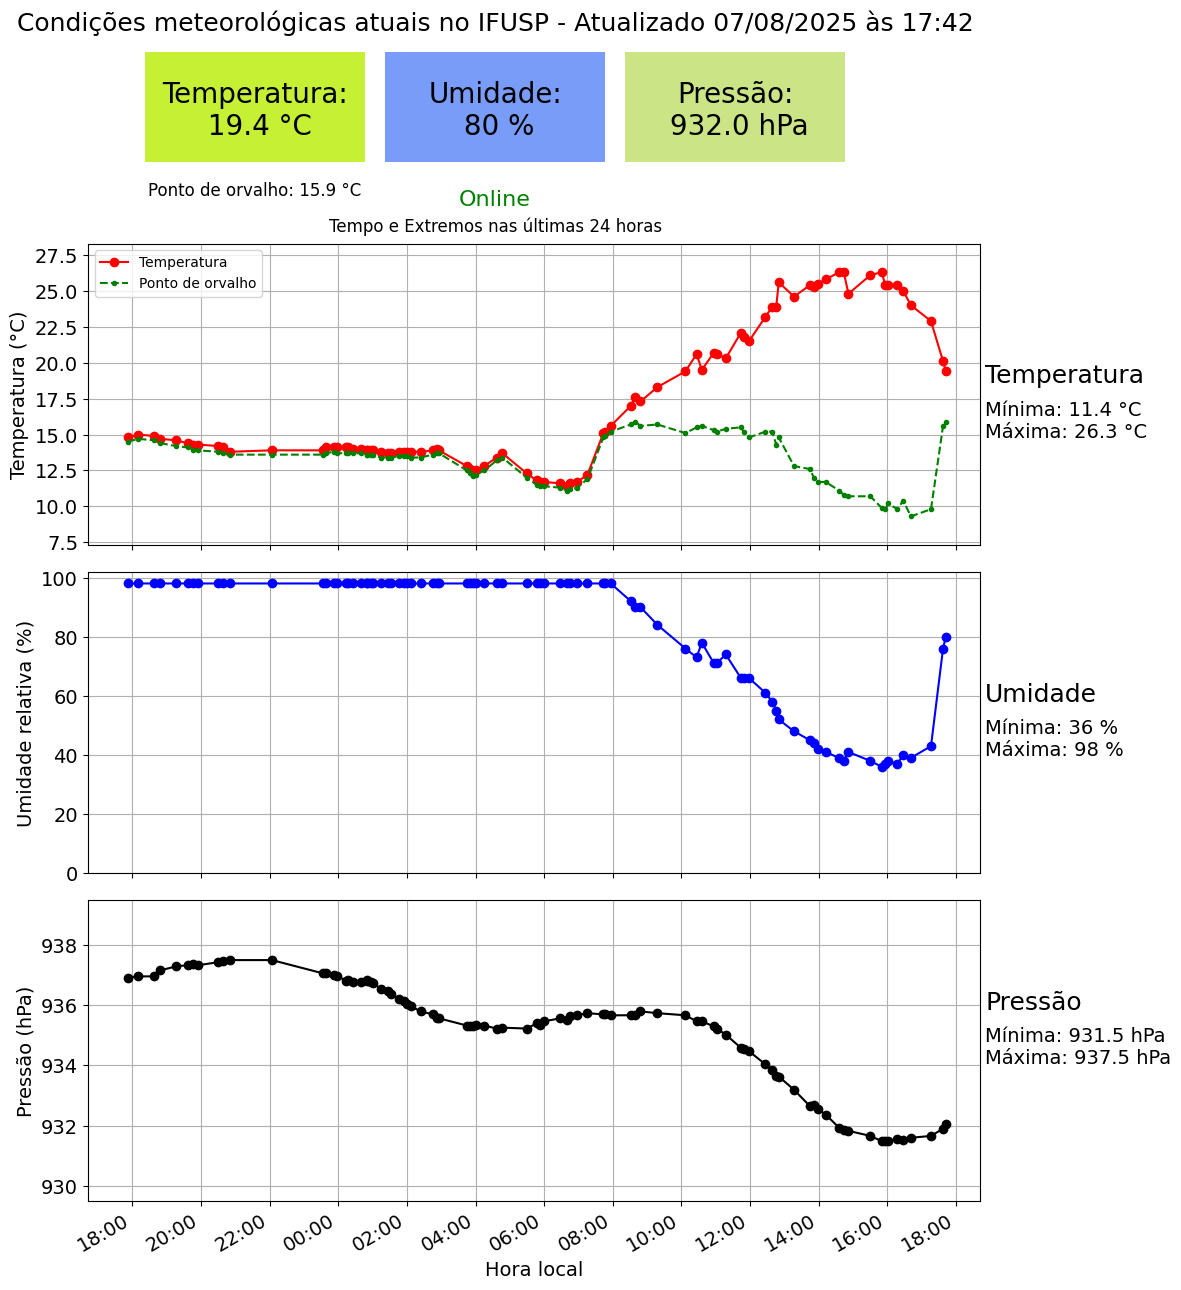 Condições meteorológicas atuais no IFUSP - Atualizado 07/08/2025 às 17:42
Temperatura:
19.4 °C
Umidade:
80 %
Pressão:
932.0 hPa
Ponto de orvalho: 15.9 °C
Online
Tempo e Extremos nas últimas 24 horas
Temperatura (°C)
27.5
25.0
22.5
20.0
17.5
15.0
12.5
10.0
7.5
Temperatura
Ponto de orvalho
Temperatura
Mínima: 11.4 °C
Máxima: 26.3 °C
Umidade relativa (%)
100
80
60
40
20
0
Umidade
Mínima: 36 %
Máxima: 98 %
Pressão (hPa)
938
936
934
932
930
Pressão
Mínima: 931.5 hPa
Máxima: 937.5 hPa
18:00 20:00 22:00 00:00 02:00 04:00 06:00 08:00 10:00 12:00 14:00 16:00 18:00
Hora local